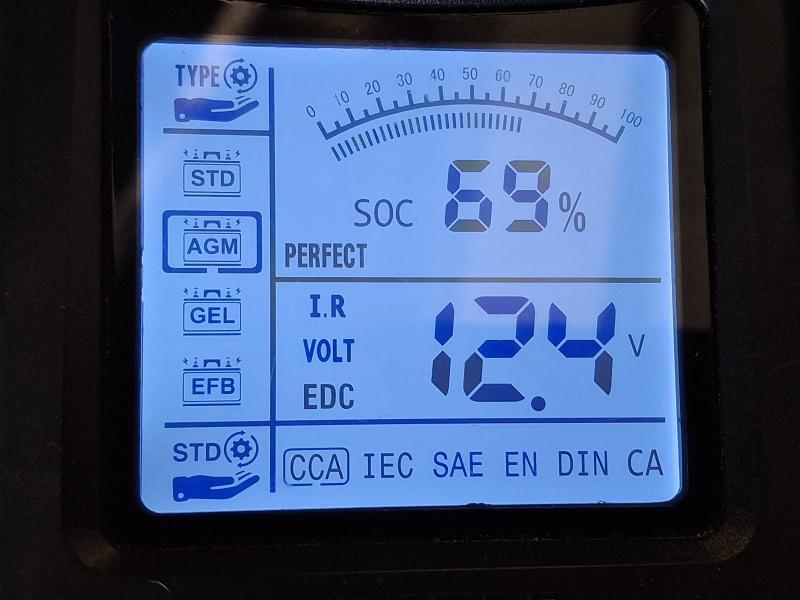 TYPE
0 10 20 30 40 50 60 70 80 90 100
STD
SOC 69%
AGM
PERFECT
GEL
I.R
VOLT
12.4 V
EFB
EDC
STD
CCA IEC SAE EN DIN CA